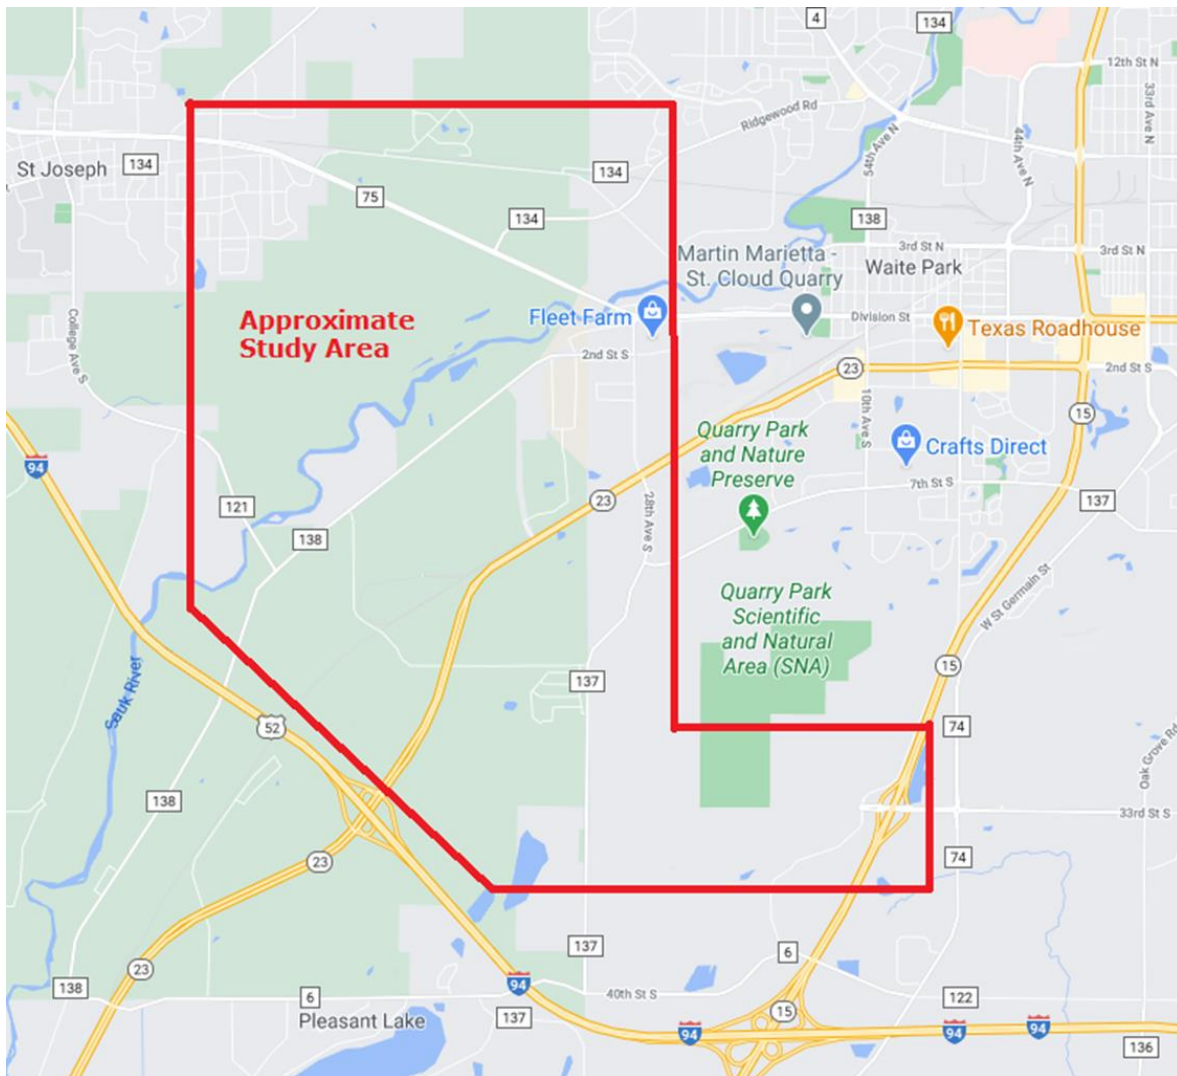 4
134
12th St N
33rd Ave N
Ridgewood Rd
44th Ave N
54th Ave N
St Joseph
134
134
75
134
138
3rd St N
3rd St N
Martin Marietta -
St. Cloud Quarry
Waite Park
Approximate
Study Area
Fleet Farm
Division St
Texas Roadhouse
2nd St S
23
2nd St S
College Ave S
10th Ave S
15
Quarry Park
and Nature
Preserve
Crafts Direct
94
7th St S
121
23
28th Ave S
137
138
Quarry Park
Scientific
and Natural
Area (SNA)
W St Germain St
Sauk River
137
15
52
74
Oak Grove Rd
138
33rd St S
23
74
137
6
23
138
6
94
40th St S
122
Pleasant Lake
137
15
94
94
94
136